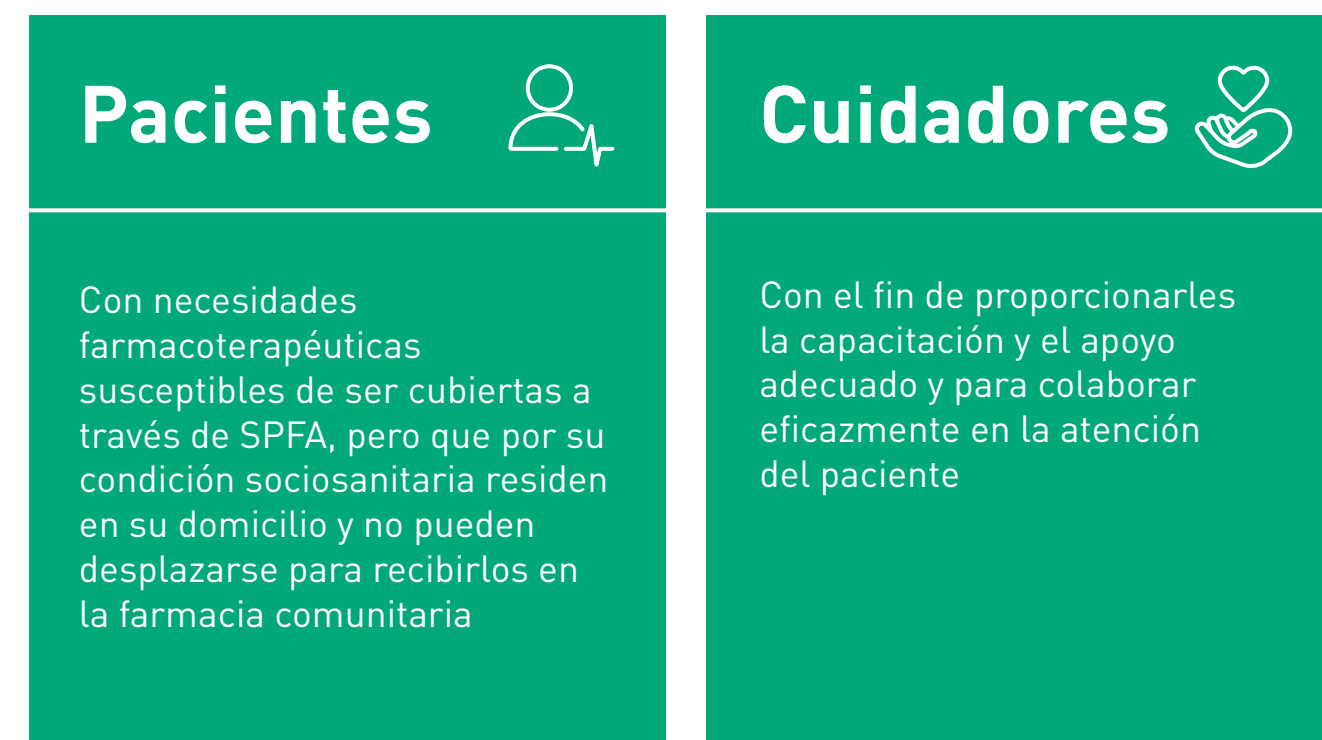 Pacientes
Con necesidades
farmacoterapéuticas
susceptibles de ser cubiertas a
través de SPFA, pero que por su
condición sociosanitaria residen
en su domicilio y no pueden
desplazarse para recibirlos en
la farmacia comunitaria
Cuidadores
Con el fin de proporcionarles
la capacitación y el apoyo
adecuado y para colaborar
eficazmente en la atención
del paciente